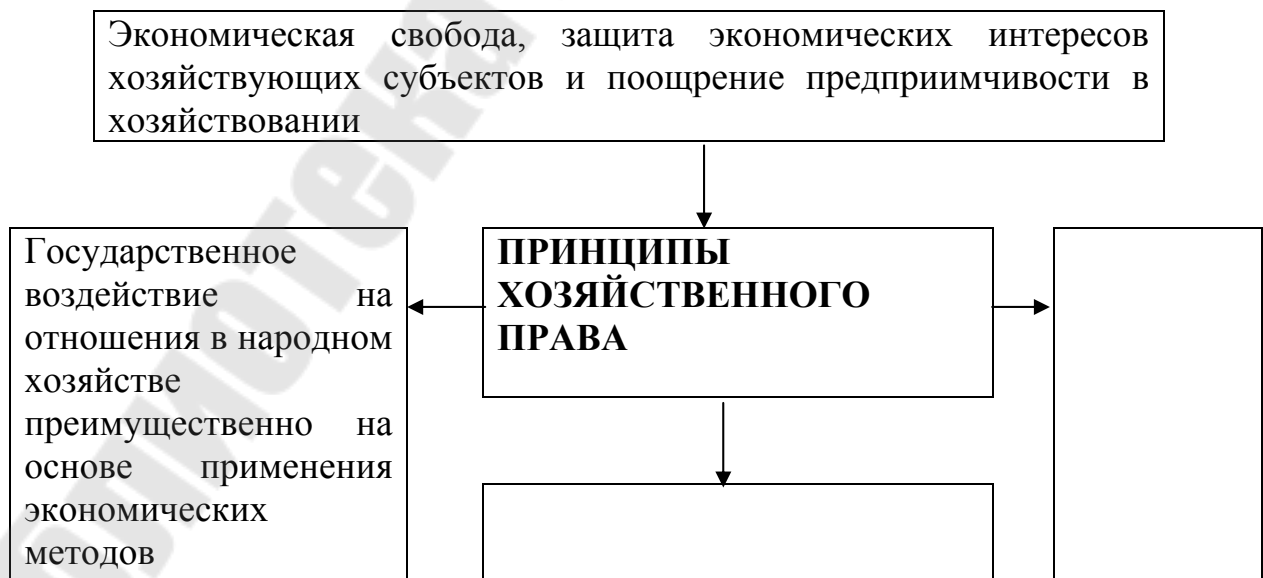 Экономическая свобода, защита экономических интересов
хозяйствующих субъектов и поощрение предприимчивости в
хозяйствовании
Государственное
воздействие на
отношения в народном
хозяйстве
преимущественно на
основе применения
экономических
методов
ПРИНЦИПЫ
ХОЗЯЙСТВЕННОГО
ПРАВА